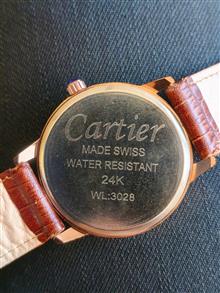 Cartier
MADE SWISS
WATER RESISTANT
24K
WL:3028